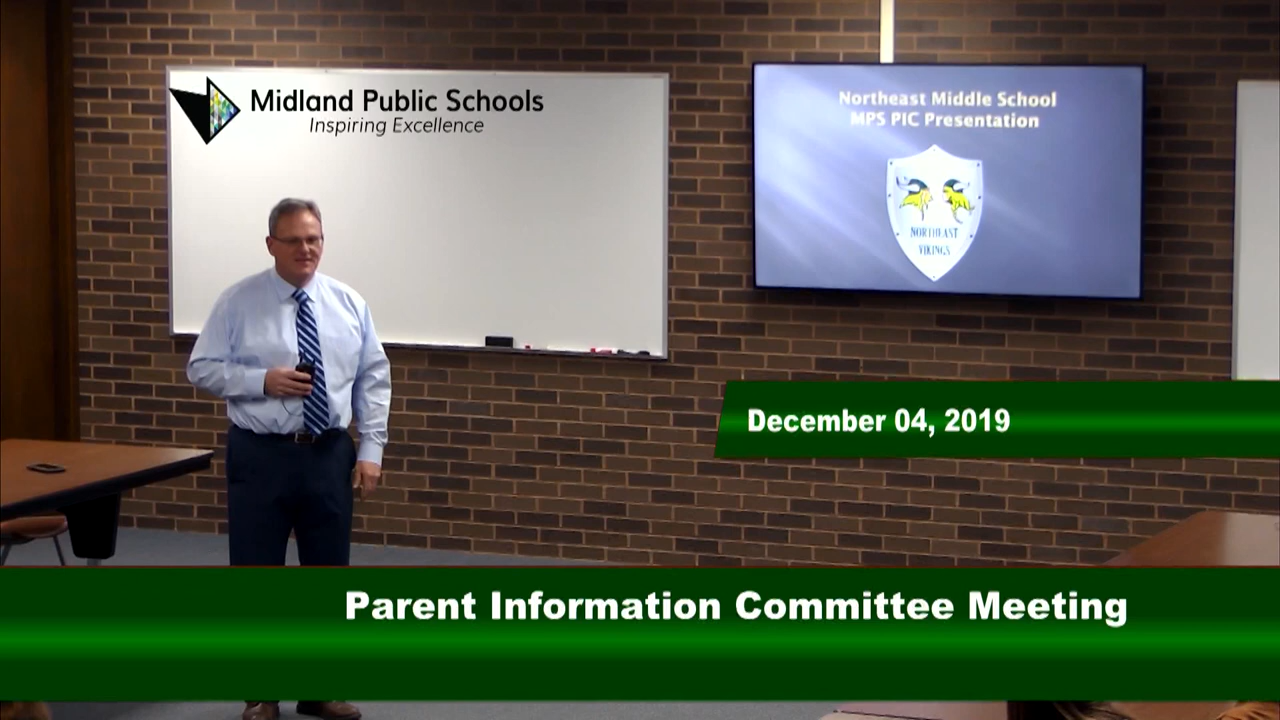 Midland Public Schools
Inspiring Excellence
Northeast Middle School
MPS PIC Presentation
NORTHEAST
VIKINGS
December 04, 2019
Parent Information Committee Meeting